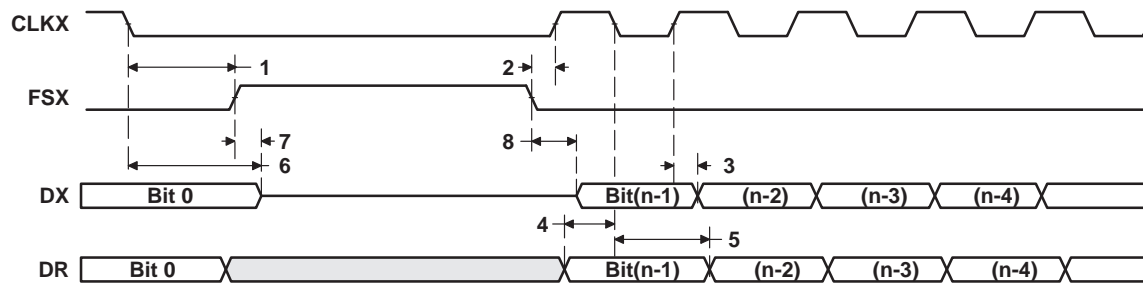 CLKX
1
2
FSX
7
8
6
3
DX
Bit 0
Bit(n-1)
(n-2)
(n-3)
(n-4)
4
5
DR
Bit 0
Bit(n-1)
(n-2)
(n-3)
(n-4)